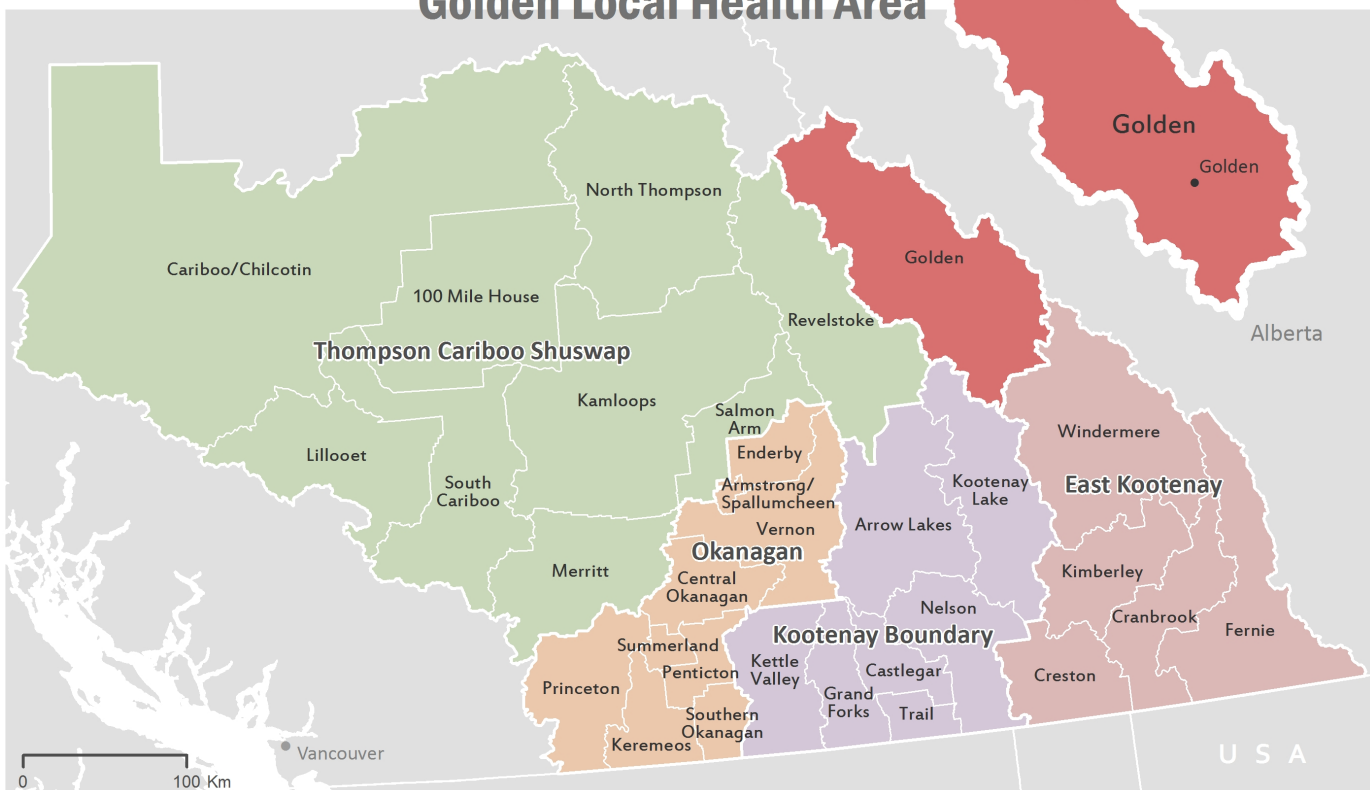 Golden Local Health Area
Golden
Golden
North Thompson
Golden
Cariboo/Chilcotin
100 Mile House
Revelstoke
Alberta
Thompson Cariboo Shuswap
Kamloops
Salmon
Arm
Windermere
Enderby
Lillooet
East Kootenay
South
Cariboo
Kootenay
Lake
Armstrong/
Spallumcheen
Arrow Lakes
Vernon
Okanagan
Merritt
Kimberley
Central
Okanagan
Nelson
Cranbrook
Fernie
Kootenay Boundary
Summerland
Kettle
Valley
Penticton
Castlegar
Creston
Princeton
Grand
Forks
Trail
Southern
Okanagan
Keremeos
Vancouver
USA
0
100 Km